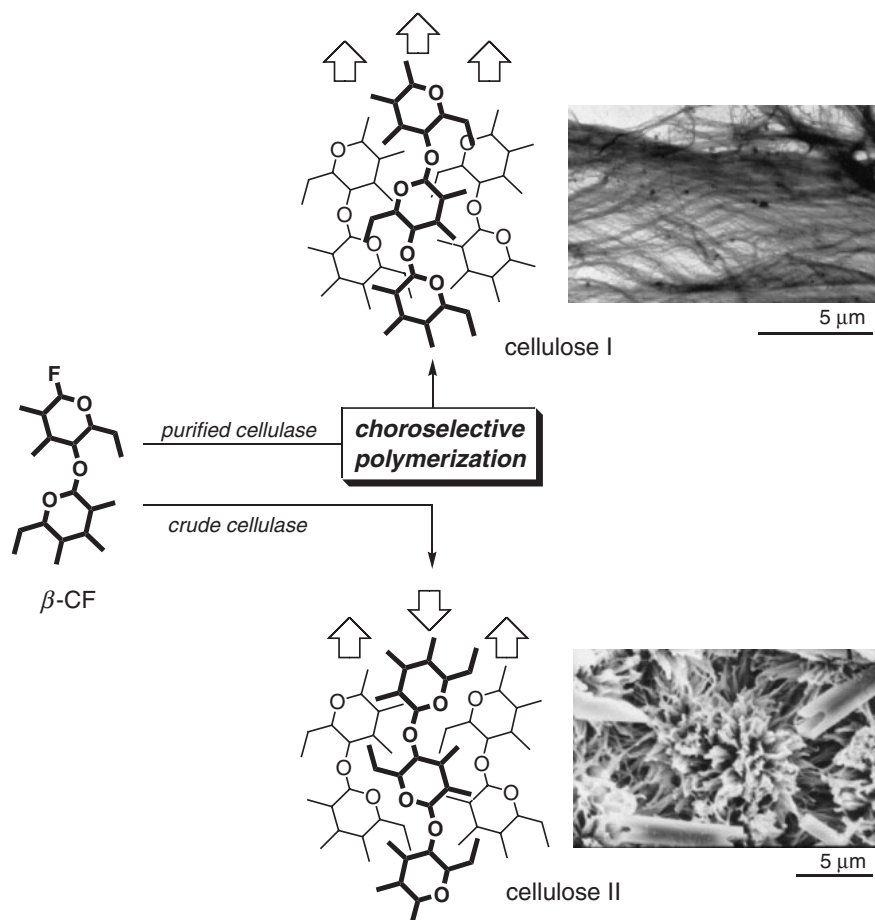 5 μm
cellulose I
F
O
O
O
purified cellulase
choroselective
polymerization
crude cellulase
β-CF
5 μm
cellulose II